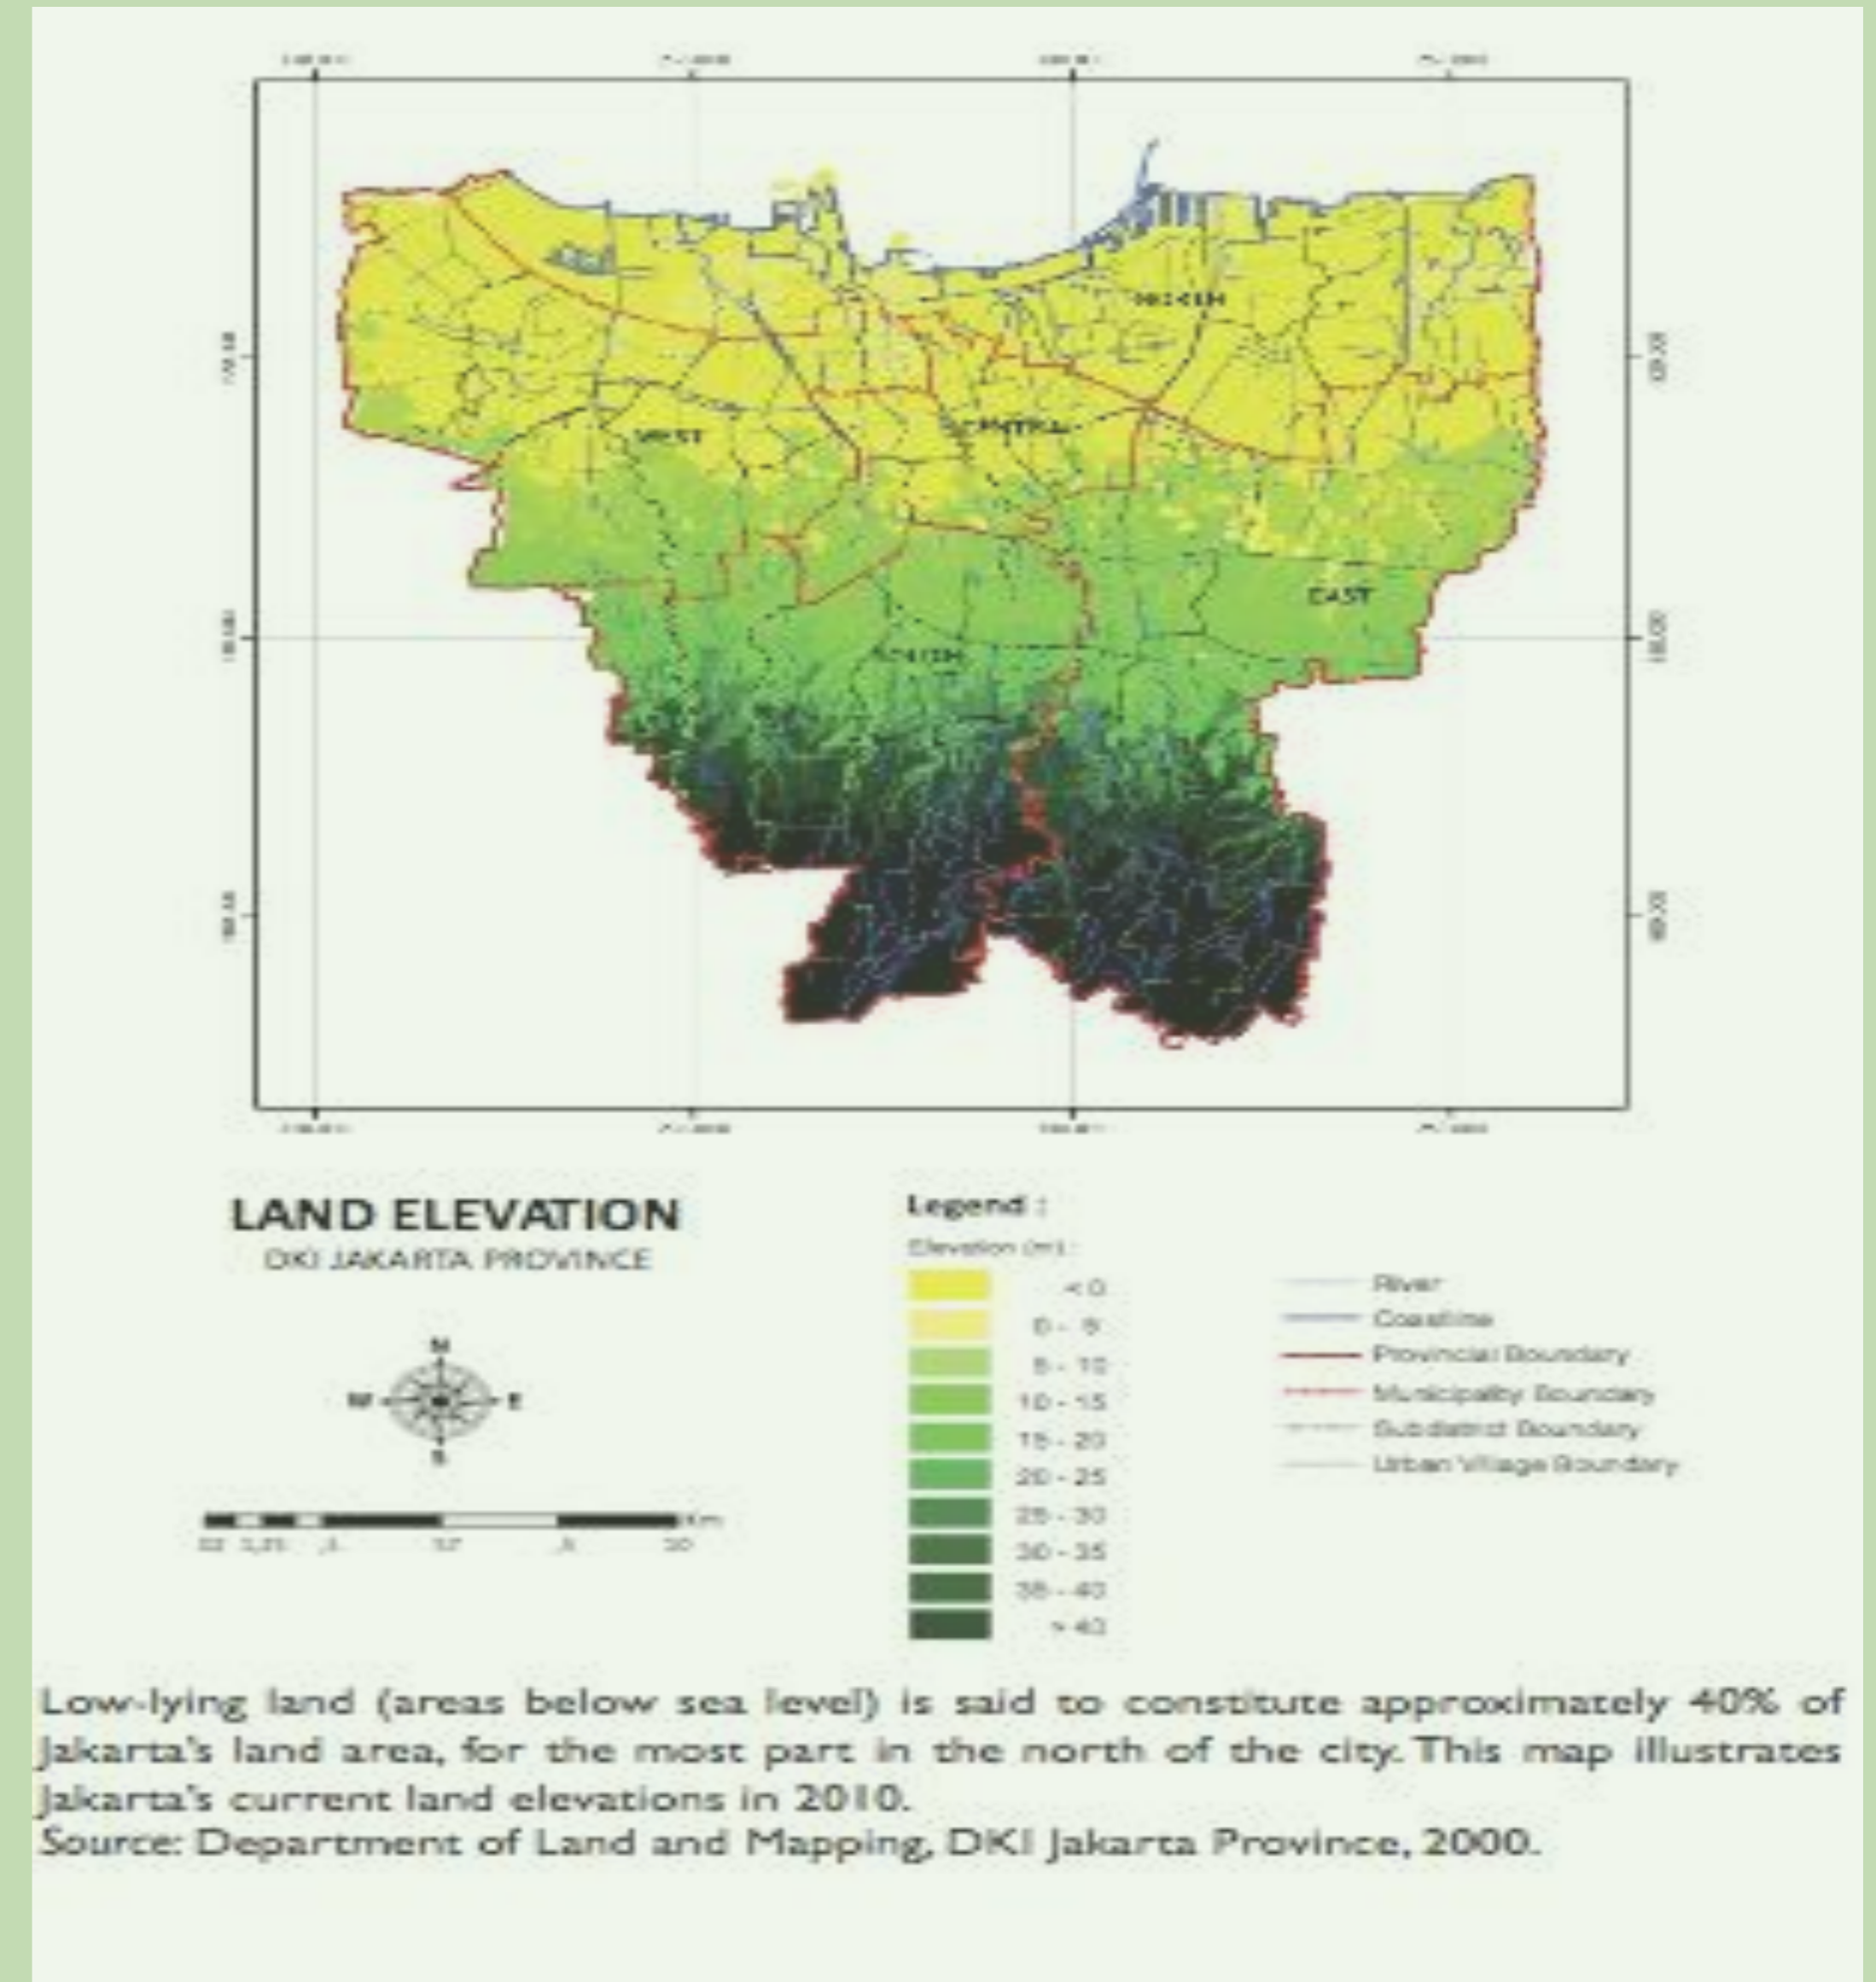 NORTH
WEST
CENTRAL
EAST
SOUTH
LAND ELEVATION
DKI JAKARTA PROVINCE
N
W E
S
Km
Legend :
Elevation (m) :
< 0
0 - 5
5 - 10
10 - 15
15 - 20
20 - 25
25 - 30
30 - 35
35 - 40
> 40
River
Coastline
Provincial Boundary
Municipality Boundary
Subdistrict Boundary
Urban Village Boundary
Low-lying land (areas below sea level) is said to constitute approximately 40% of
Jakarta's land area, for the most part in the north of the city. This map illustrates
Jakarta's current land elevations in 2010.
Source: Department of Land and Mapping, DKI Jakarta Province, 2000.